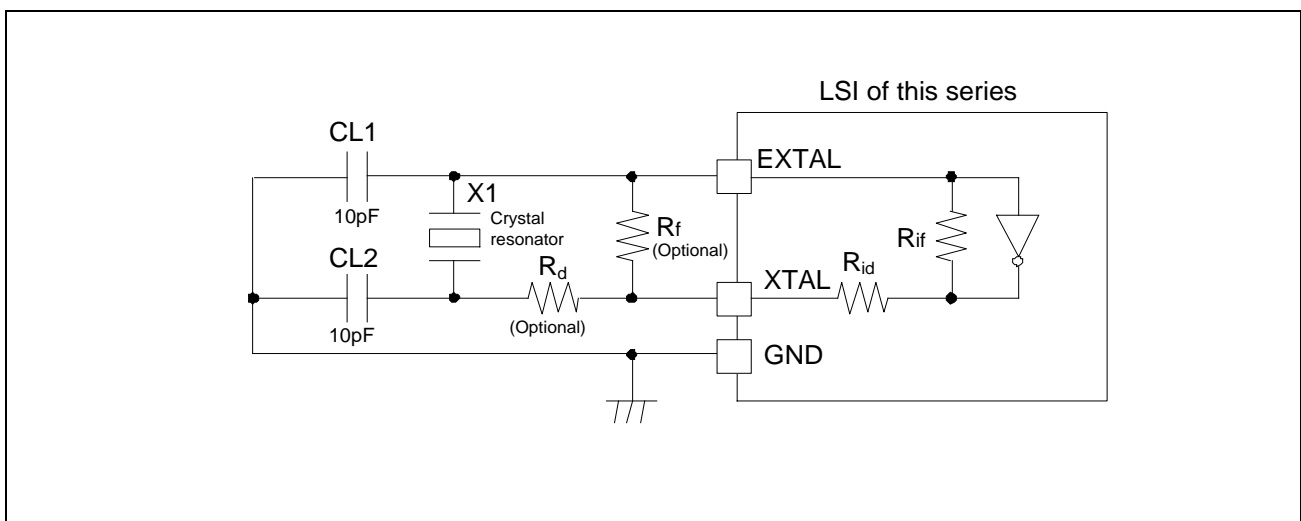 LSI of this series
CL1
10pF
EXTAL
X1
Crystal
resonator
Rf
(Optional)
Rif
CL2
10pF
Rd
(Optional)
XTAL
Rid
GND